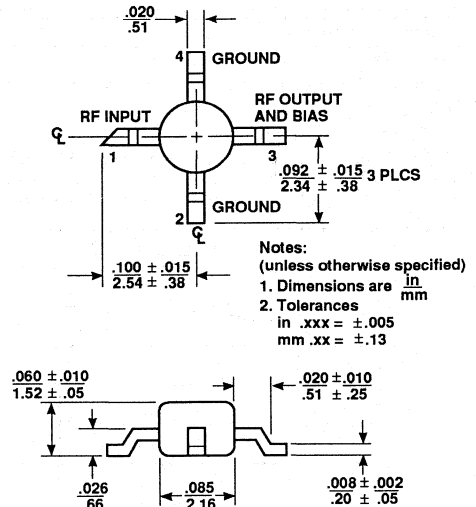 .020
.51
4 GROUND
RF INPUT
RF OUTPUT
AND BIAS
℄
1
3
.092 ± .015 3 PLCS
2.34 ± .38
2 GROUND
℄
.100 ± .015
2.54 ± .38
Notes:
(unless otherwise specified)
1. Dimensions are in
mm
2. Tolerances
in .xxx = ±.005
mm .xx = ±.13
.060 ± .010
1.52 ± .05
.020 ± .010
.51 ± .25
.026
.66
.085
2.16
.008 ± .002
.20 ± .05